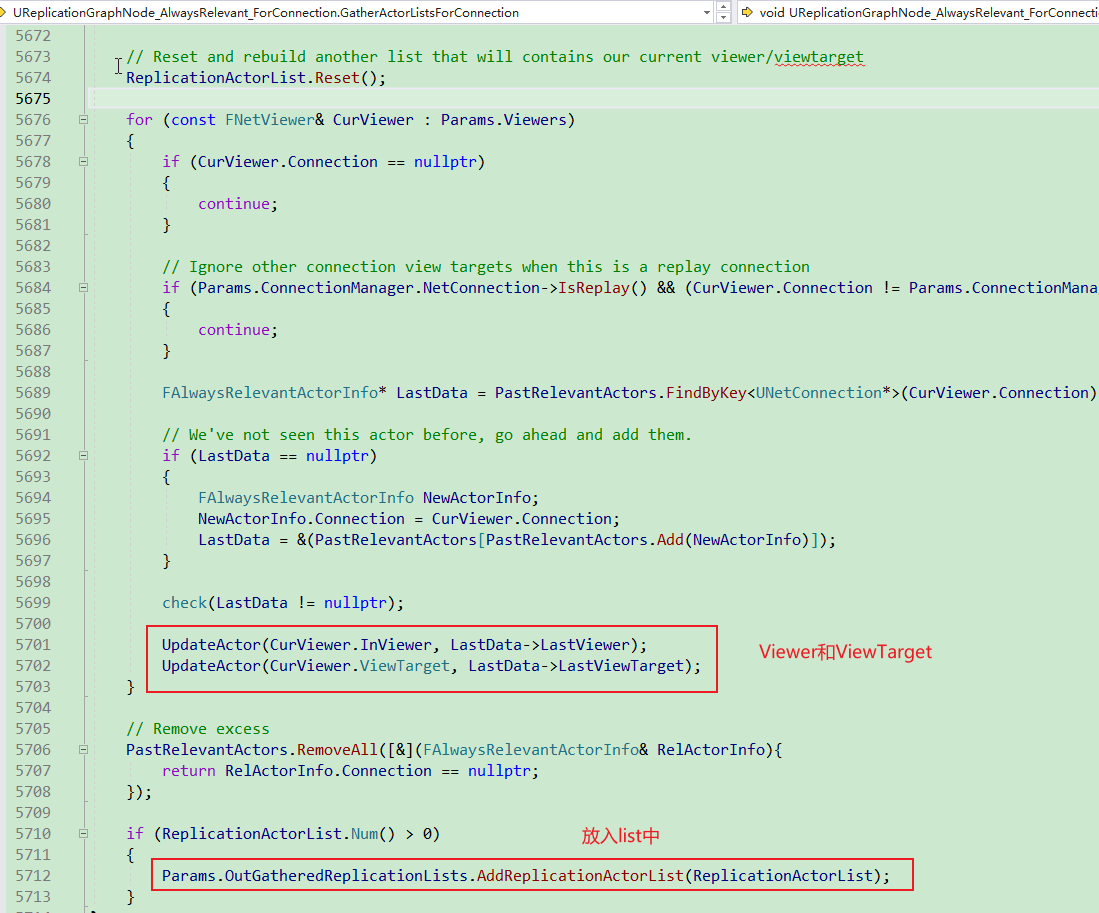 UReplicationGraphNode_AlwaysRelevant_ForConnection.GatherActorListsForConnection
void UReplicationGraphNode_AlwaysRelevant_ForConnecti
5672
5673 // Reset and rebuild another list that will contains our current viewer/viewtarget
5674 ReplicationActorList.Reset();
5675
5676 for (const FNetViewer& CurViewer : Params.Viewers)
5677 {
5678 if (CurViewer.Connection == nullptr)
5679 {
5680 continue;
5681 }
5682
5683 // Ignore other connection view targets when this is a replay connection
5684 if (Params.ConnectionManager.NetConnection->IsReplay() && (CurViewer.Connection != Params.ConnectionMana
5685 {
5686 continue;
5687 }
5688
5689 FAlwaysRelevantActorInfo* LastData = PastRelevantActors.FindByKey<UNetConnection*>(CurViewer.Connection)
5690
5691 // We've not seen this actor before, go ahead and add them.
5692 if (LastData == nullptr)
5693 {
5694 FAlwaysRelevantActorInfo NewActorInfo;
5695 NewActorInfo.Connection = CurViewer.Connection;
5696 LastData = &(PastRelevantActors[PastRelevantActors.Add(NewActorInfo)]);
5697 }
5698
5699 check(LastData != nullptr);
5700
5701 UpdateActor(CurViewer.InViewer, LastData->LastViewer);
Viewer和ViewTarget
5702 UpdateActor(CurViewer.ViewTarget, LastData->LastViewTarget);
5703 }
5704
5705 // Remove excess
5706 PastRelevantActors.RemoveAll([&](FAlwaysRelevantActorInfo& RelActorInfo){
5707 return RelActorInfo.Connection == nullptr;
5708 });
5709
5710 if (ReplicationActorList.Num() > 0)
放入list中
5711 {
5712 Params.OutGatheredReplicationLists.AddReplicationActorList(ReplicationActorList);
5713 }